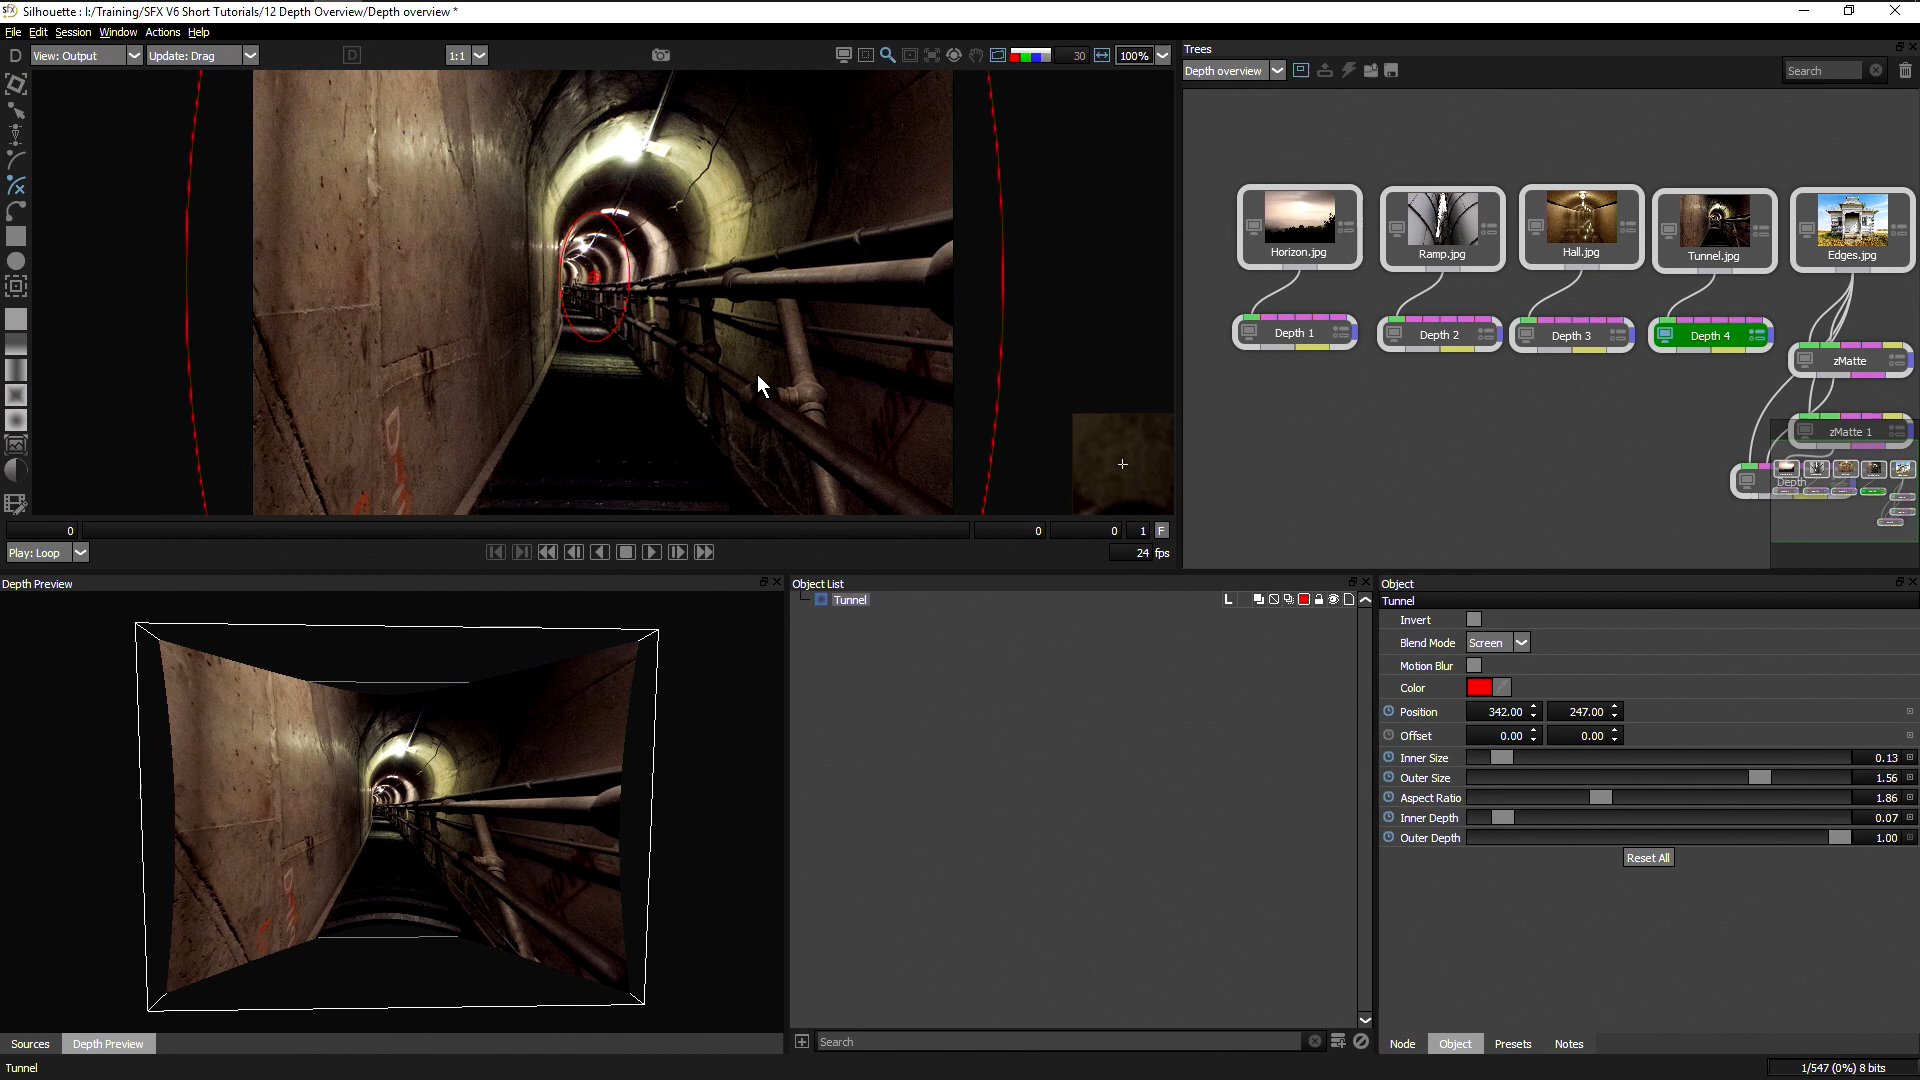 Silhouette : I:/Training/SFX V6 Short Tutorials/12 Depth Overview/Depth overview *
File Edit Session Window Actions Help
D View: Output Update: Drag D 1:1 30 100%
Trees
Depth overview Search
Horizon.jpg Ramp.jpg Hall.jpg Tunnel.jpg Edges.jpg
Depth 1 Depth 2 Depth 3 Depth 4
zMatte
zMatte 1
Depth
0 0 0 1 F
Play: Loop 24 fps
Depth Preview
Object List
Tunnel L
Object
Tunnel
Invert
Blend Mode Screen
Motion Blur
Color
Position 342.00 247.00
Offset 0.00 0.00
Inner Size 0.13
Outer Size 1.56
Aspect Ratio 1.86
Inner Depth 0.07
Outer Depth 1.00
Reset All
Search
Sources Depth Preview
Node Object Presets Notes
Tunnel 1/547 (0%) 8 bits